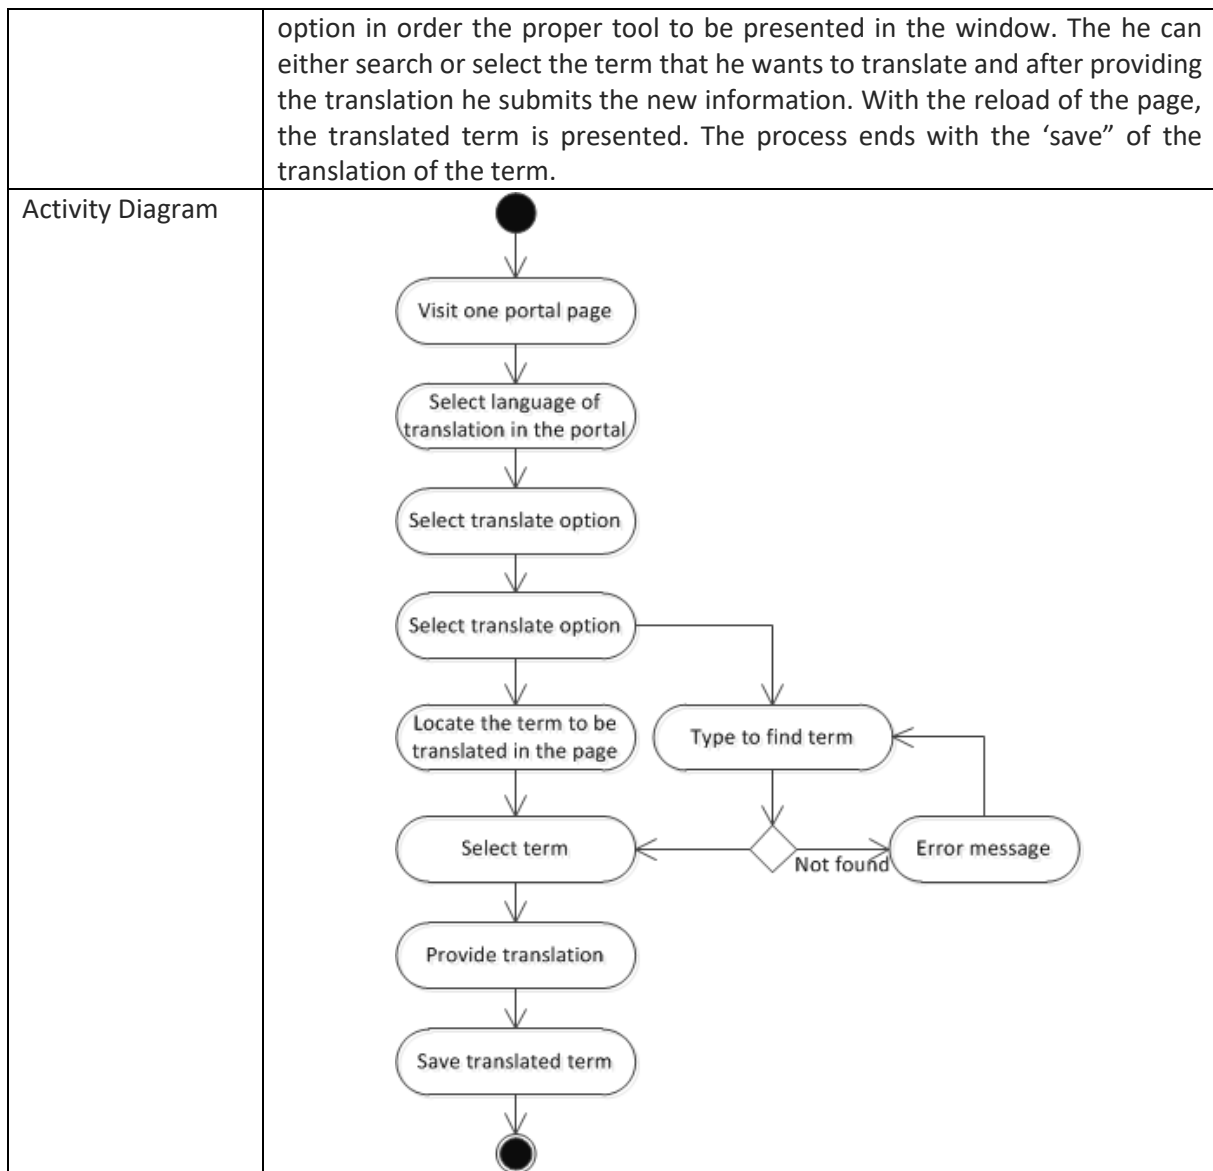 option in order the proper tool to be presented in the window. The he can
either search or select the term that he wants to translate and after providing
the translation he submits the new information. With the reload of the page,
the translated term is presented. The process ends with the ‘save” of the
translation of the term.
Activity Diagram
Visit one portal page
Select language of
translation in the portal
Select translate option
Select translate option
Locate the term to be
translated in the page
Type to find term
Select term
Not found
Error message
Provide translation
Save translated term